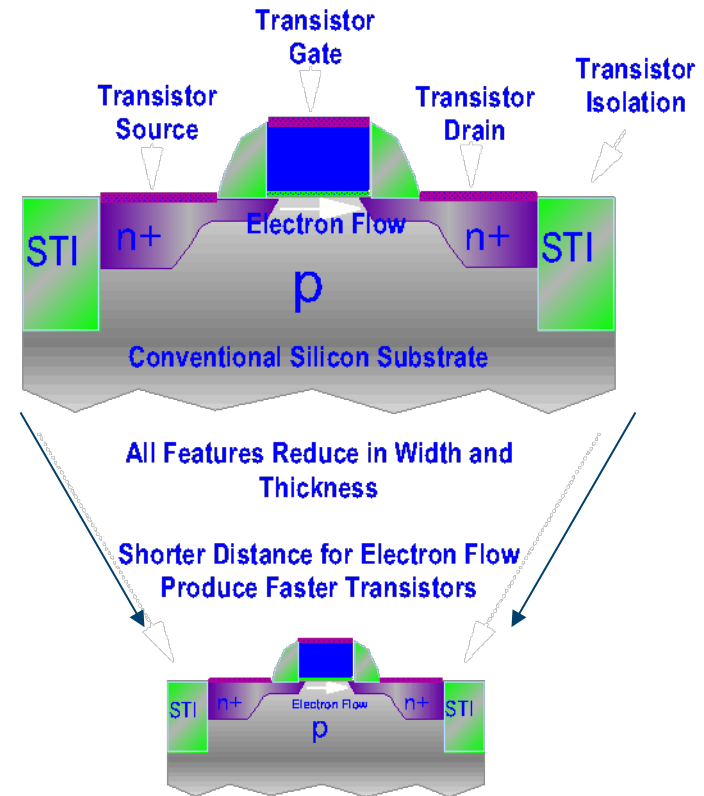 Transistor
Gate
Transistor
Source
Transistor
Drain
Transistor
Isolation
STI
n+
Electron Flow
n+
STI
p
Conventional Silicon Substrate
All Features Reduce in Width and
Thickness
Shorter Distance for Electron Flow
Produce Faster Transistors
STI
n+
Electron Flow
n+
STI
p